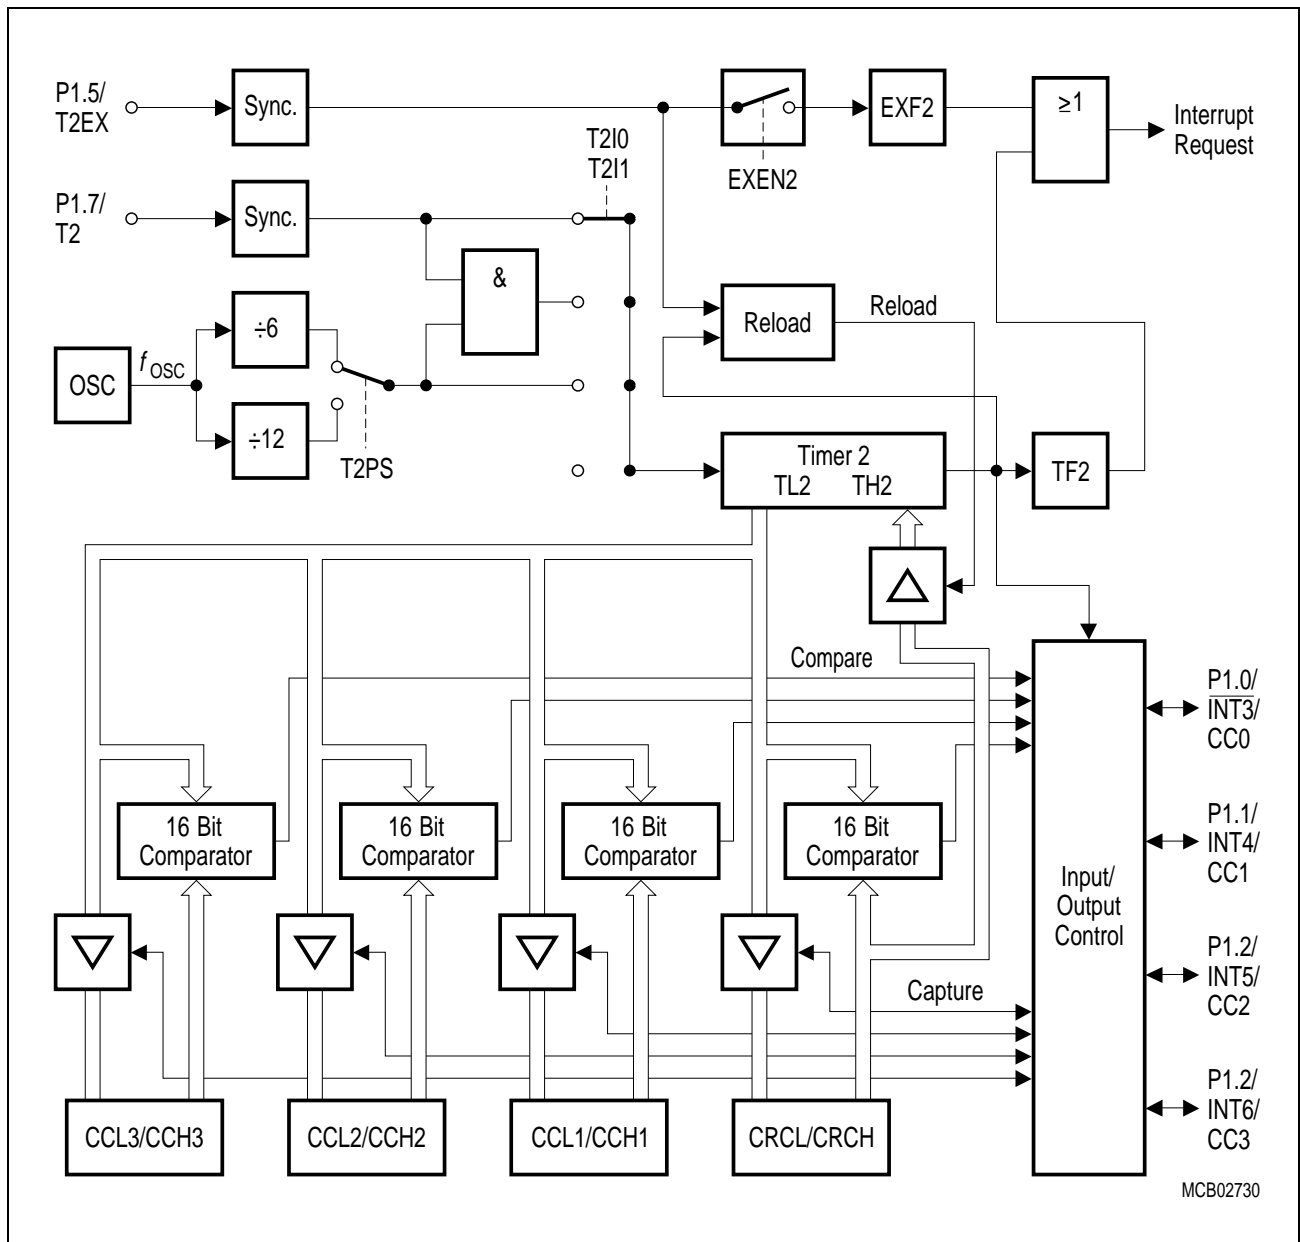 P1.5/
T2EX
Sync.
EXEN2
EXF2
≥1
Interrupt
Request
T2I0
T2I1
P1.7/
T2
Sync.
&
÷6
OSC
f OSC
÷12
T2PS
Reload
Reload
Timer 2
TL2 TH2
TF2
Compare
16 Bit
Comparator
16 Bit
Comparator
16 Bit
Comparator
16 Bit
Comparator
Capture
Input/
Output
Control
P1.0/
INT3/
CC0
P1.1/
INT4/
CC1
P1.2/
INT5/
CC2
P1.2/
INT6/
CC3
CCL3/CCH3
CCL2/CCH2
CCL1/CCH1
CRCL/CRCH
MCB02730